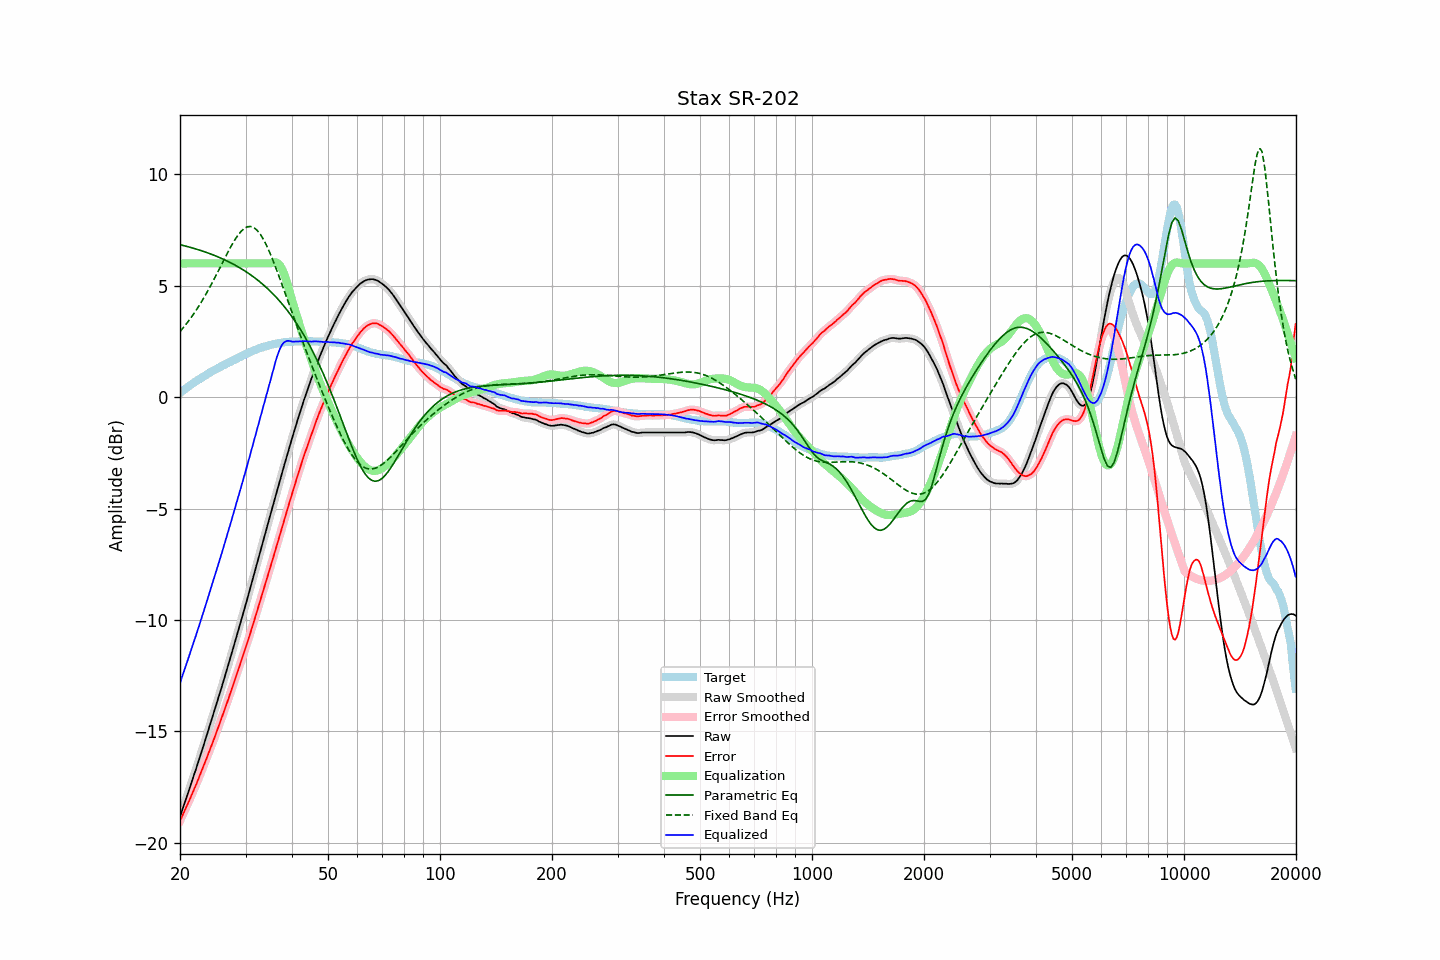 Stax SR-202
Amplitude (dBr)
10
5
0
−5
−10
−15
−20
Target
Raw Smoothed
Error Smoothed
Raw
Error
Equalization
Parametric Eq
Fixed Band Eq
Equalized
20 50 100 200 500 1000 2000 5000 10000 20000
Frequency (Hz)